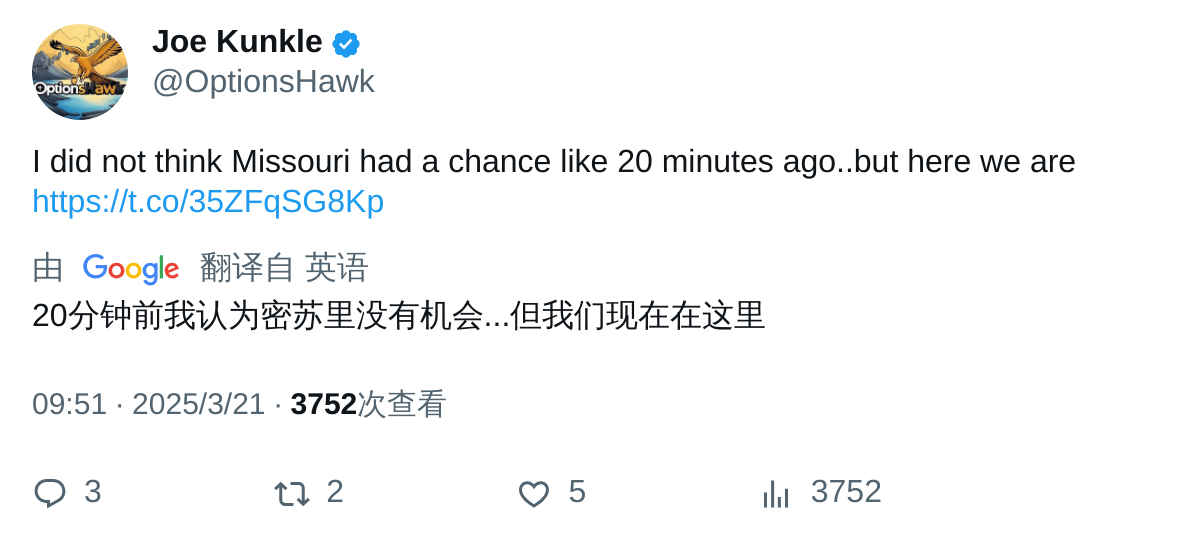 Joe Kunkle
@OptionsHawk
OptionsHawk
I did not think Missouri had a chance like 20 minutes ago..but here we are
https://t.co/35ZFqSG8Kp
由 Google 翻译自 英语
20分钟前我认为密苏里没有机会...但我们现在在这里
09:51 · 2025/3/21 · 3752次查看
3 2 5 3752